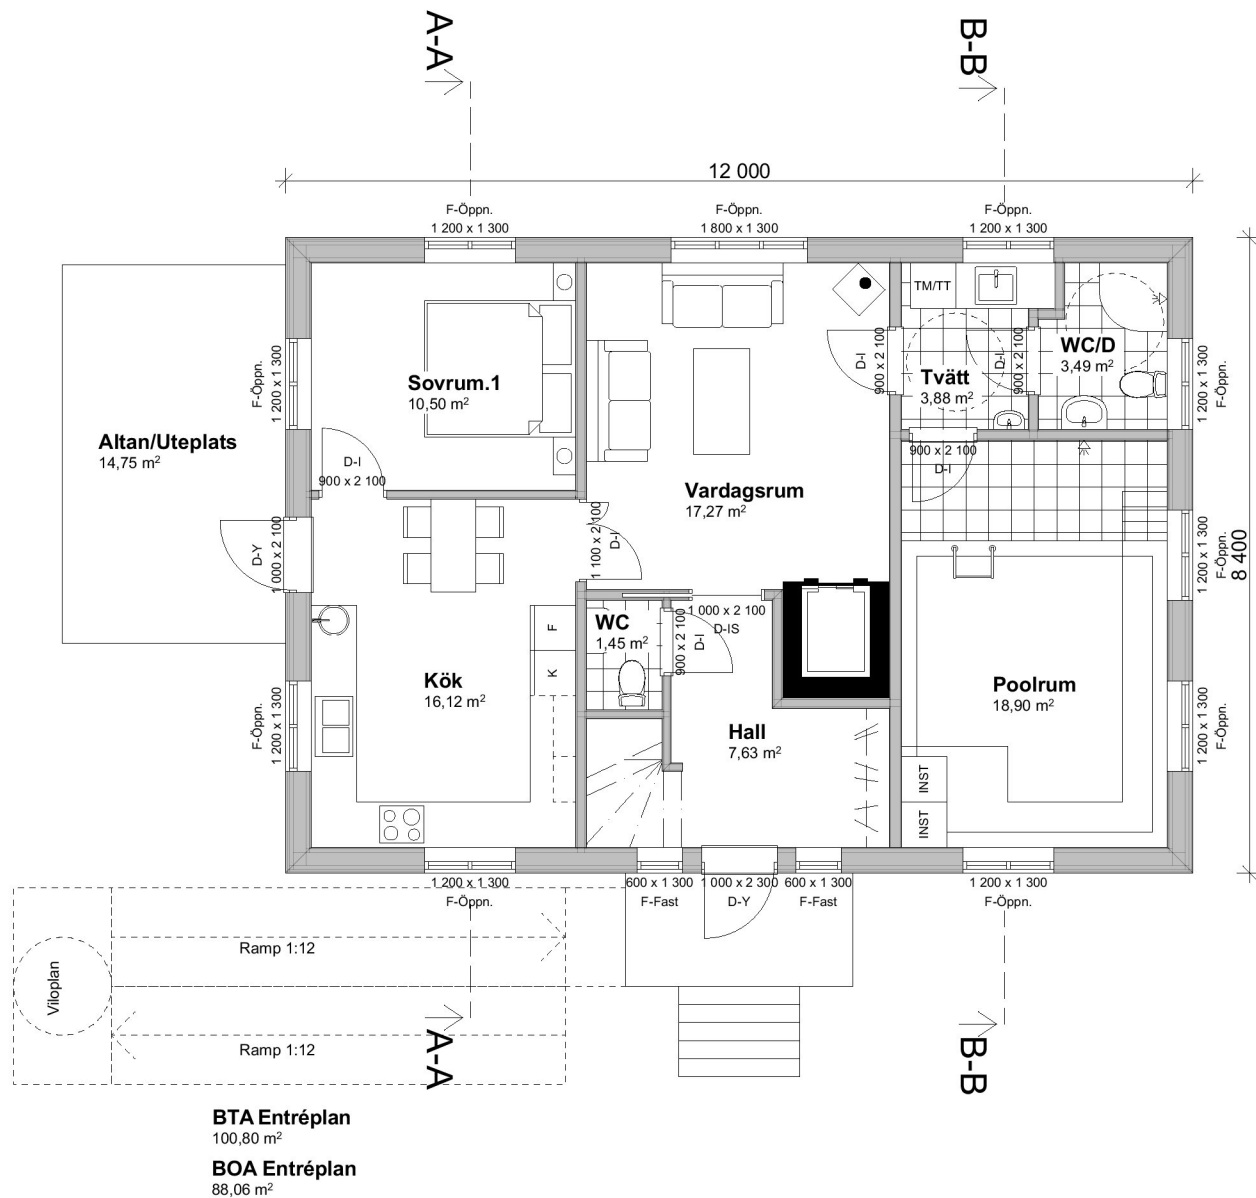 A-A
B-B
12 000
F-Öppn.
1 200 x 1 300
F-Öppn.
1 800 x 1 300
F-Öppn.
1 200 x 1 300
TM/TT
F-Öppn.
1 200 x 1 300
Sovrum.1
10,50 m²
D-I
900 x 2 100
D-I
900 x 2 100
Tvätt
3,88 m²
D-I
900 x 2 100
WC/D
3,49 m²
1 200 x 1 300
F-Öppn.
Altan/Uteplats
14,75 m²
D-I
900 x 2 100
900 x 2 100
D-I
Vardagsrum
17,27 m²
D-Y
1 000 x 2 100
1 100 x 2 100
D-I
1 200 x 1 300
F-Öppn.
8 400
WC
1,45 m²
900 x 2 100
D-I
1 000 x 2 100
D-IS
F
K
Kök
16,12 m²
Poolrum
18,90 m²
F-Öppn.
1 200 x 1 300
Hall
7,63 m²
1 200 x 1 300
F-Öppn.
INST
INST
1 200 x 1 300
F-Öppn.
600 x 1 300
F-Fast
1 000 x 2 300
D-Y
600 x 1 300
F-Fast
1 200 x 1 300
F-Öppn.
Ramp 1:12
Viloplan
Ramp 1:12
A-A
B-B
BTA Entréplan
100,80 m²
BOA Entréplan
88,06 m²